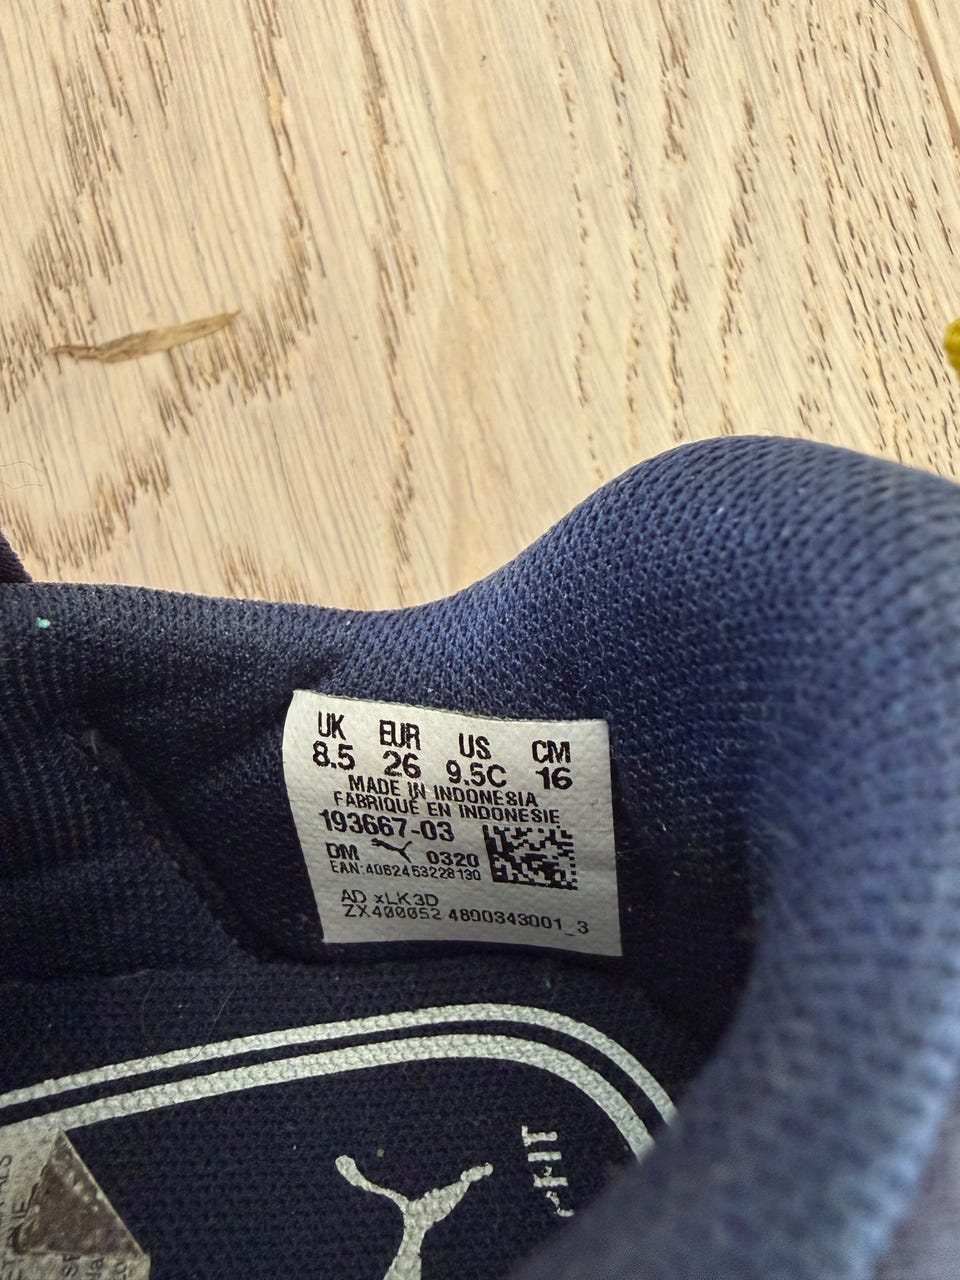 UK EUR US CM
8.5 26 9.5C 16
MADE IN INDONESIA
FABRIQUÉ EN INDONESIE
193667-03
DM 0320
EAN:4062453228130
AD xLK3D
ZX400052 4800343001_3
FIT